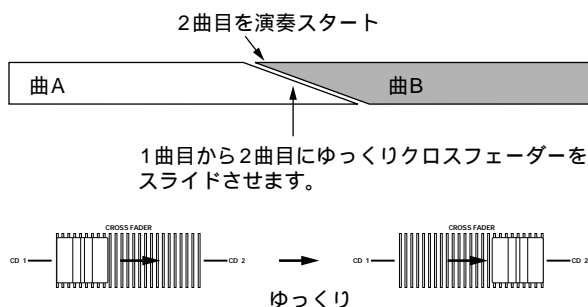 2曲目を演奏スタート
曲A
曲B
1曲目から2曲目にゆっくりクロスフェーダーを
スライドさせます。
CROSS FADER
CROSS FADER
CD 1
CD 2
CD 1
CD 2
ゆっくり